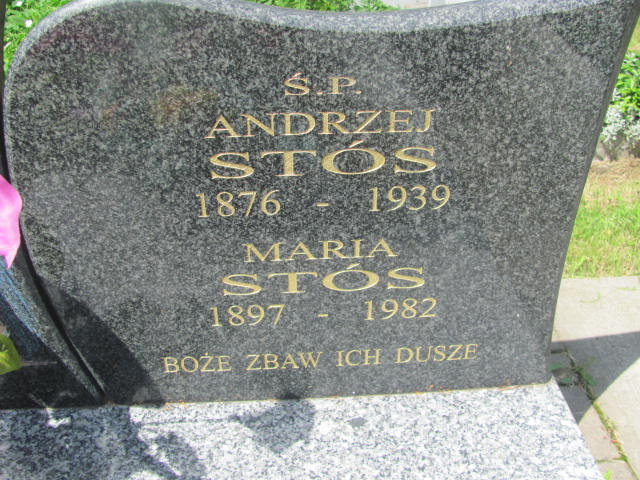 Ś.P.
ANDRZEJ
STÓS
1876 - 1939
MARIA
STÓS
1897 - 1982
BOŻE ZBAW ICH DUSZE